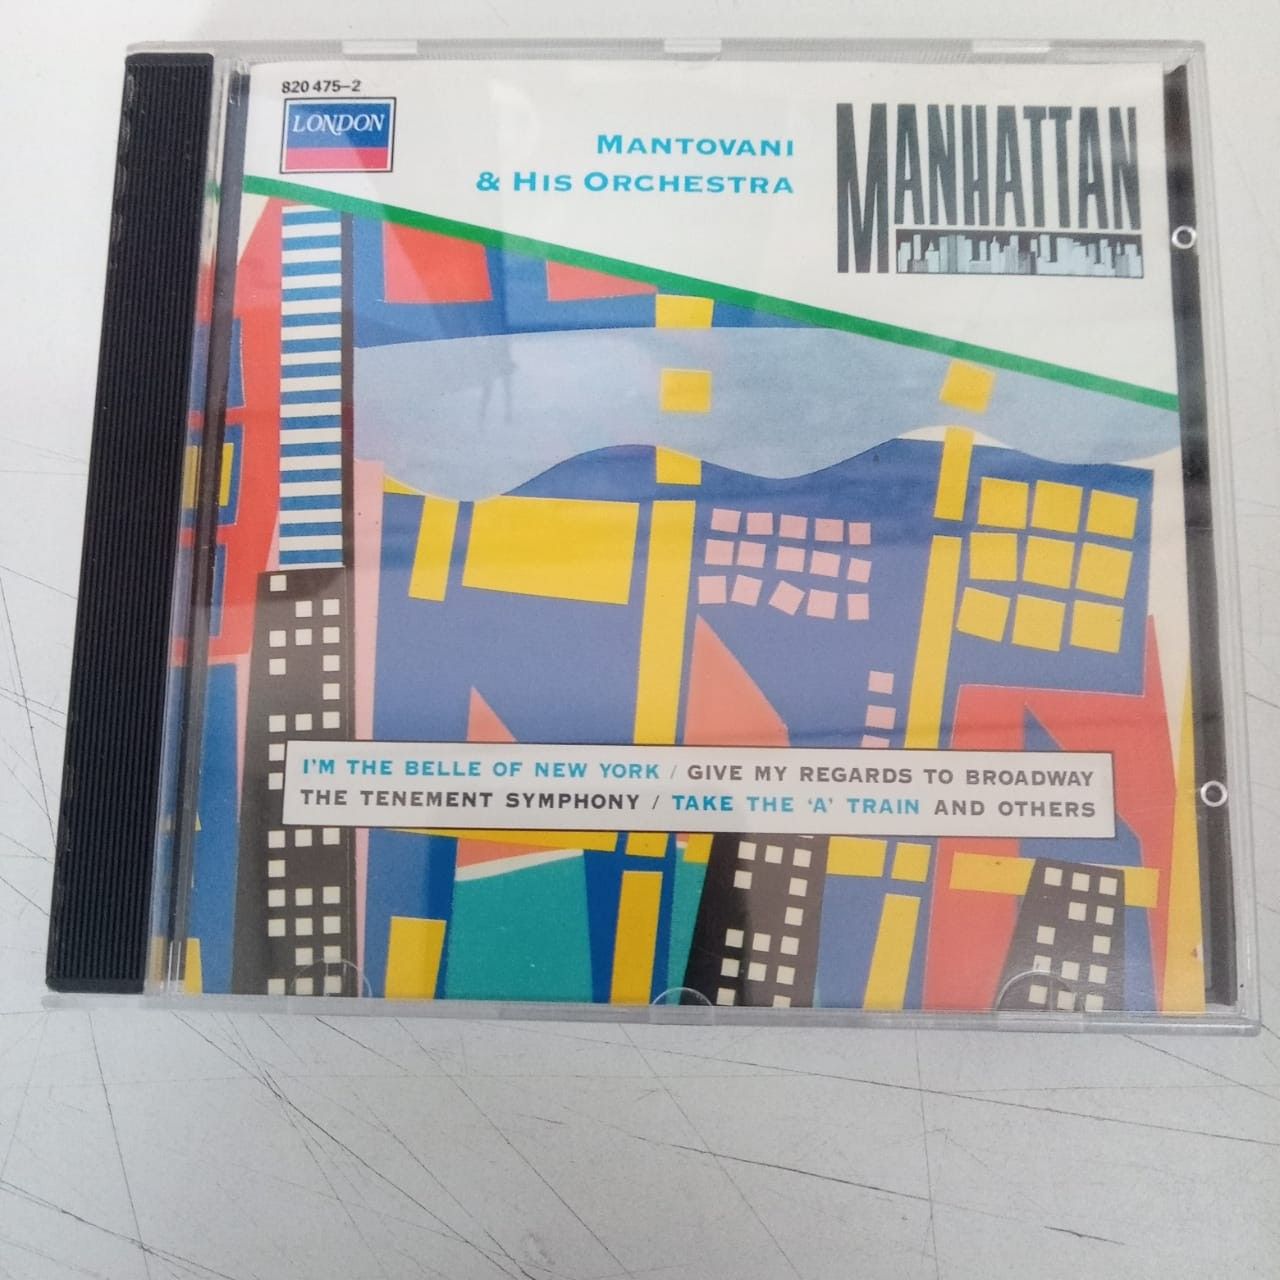 820 475–2
LONDON
MANTOVANI
& HIS ORCHESTRA
MANHATTAN
I'M THE BELLE OF NEW YORK / GIVE MY REGARDS TO BROADWAY
THE TENEMENT SYMPHONY / TAKE THE ‘A’ TRAIN AND OTHERS